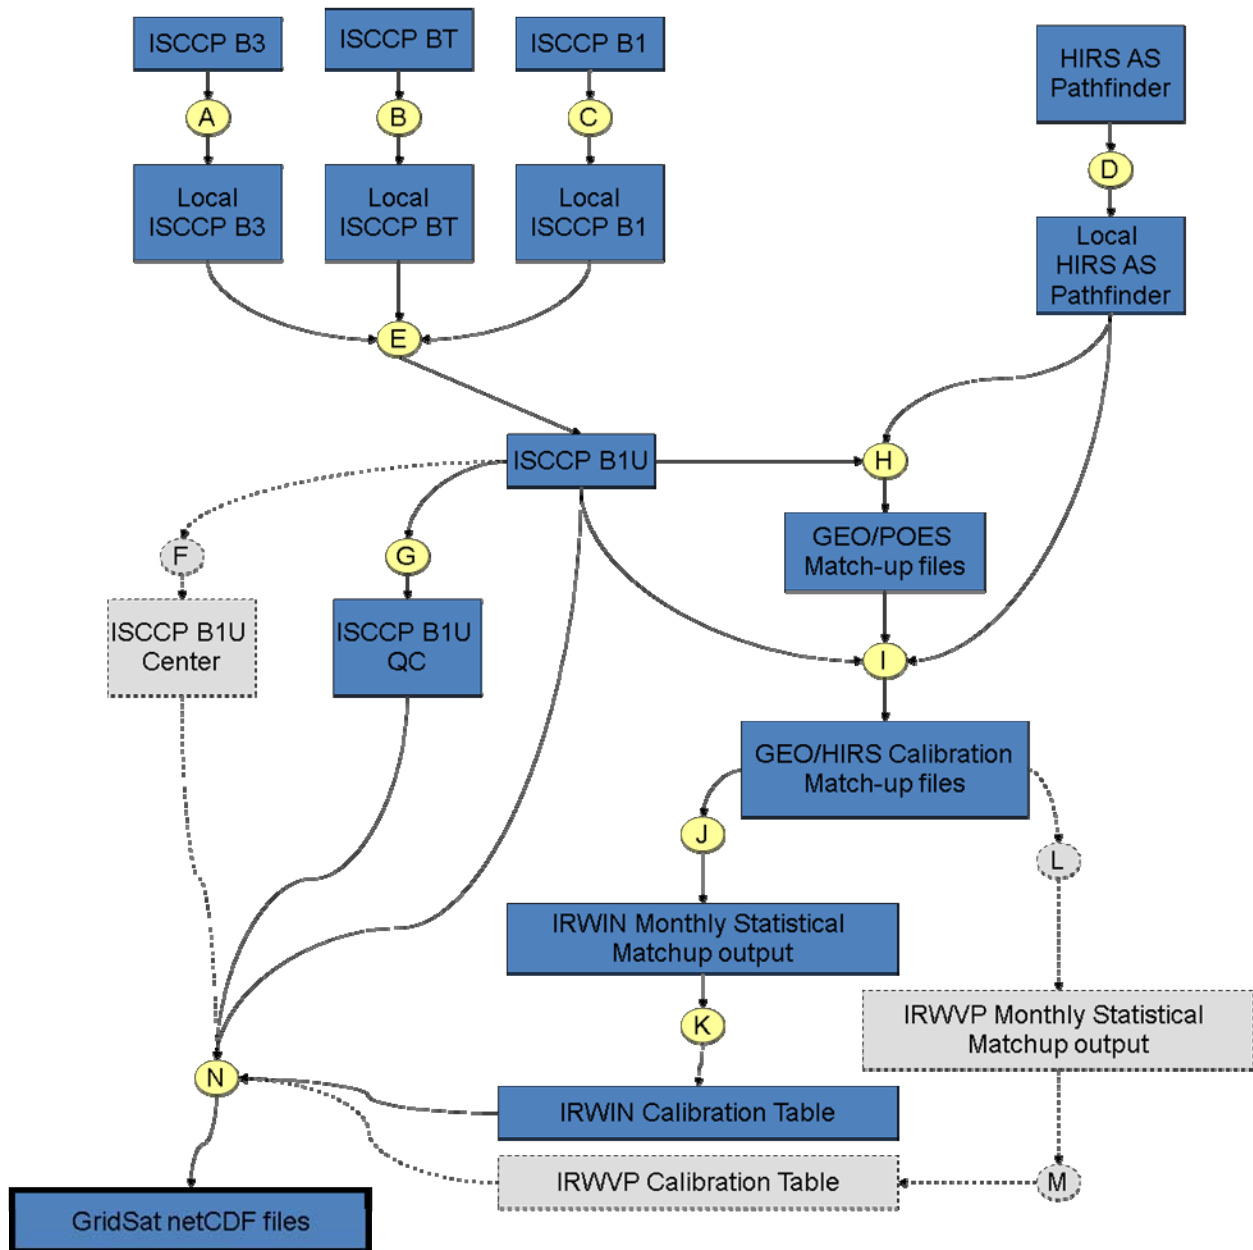 ISCCP B3
ISCCP BT
ISCCP B1
HIRS AS
Pathfinder
A
B
C
D
Local
ISCCP B3
Local
ISCCP BT
Local
ISCCP B1
Local
HIRS AS
Pathfinder
E
ISCCP B1U
H
F
G
GEO/POES
Match-up files
ISCCP B1U
Center
ISCCP B1U
QC
I
GEO/HIRS Calibration
Match-up files
J
L
IRWIN Monthly Statistical
Matchup output
K
IRWVP Monthly Statistical
Matchup output
N
IRWIN Calibration Table
IRWVP Calibration Table
M
GridSat netCDF files